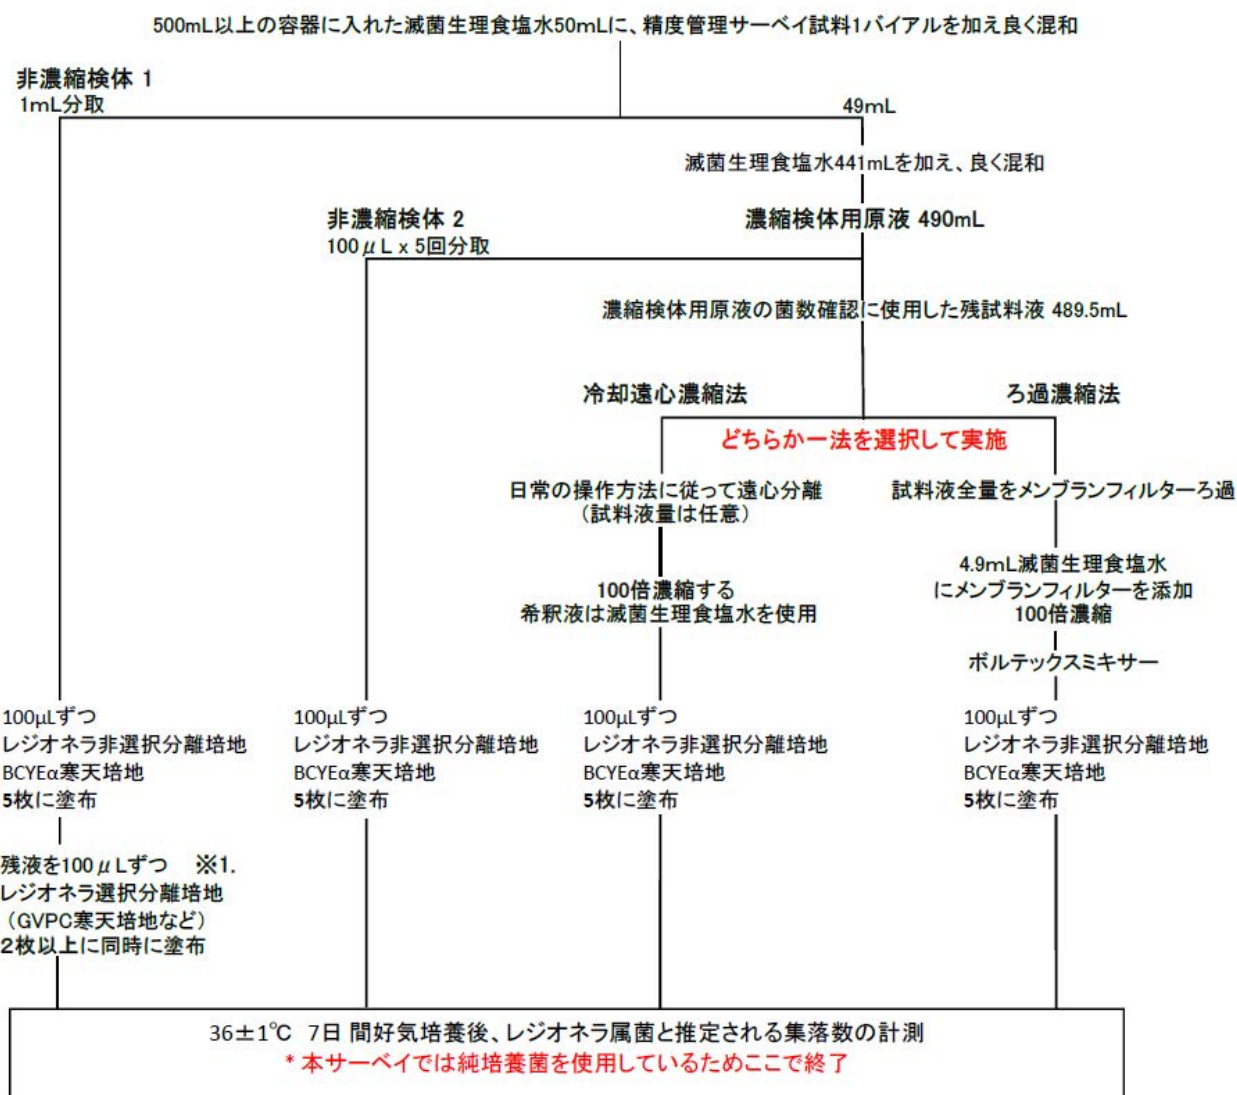 500mL以上の容器に入れた滅菌生理食塩水50mLに、精度管理サーベイ試料1バイアルを加え良く混和
非濃縮検体 1
1mL分取
49mL
滅菌生理食塩水441mLを加え、良く混和
非濃縮検体 2
100μL x 5回分取
濃縮検体用原液 490mL
濃縮検体用原液の菌数確認に使用した残試料液 489.5mL
冷却遠心濃縮法
ろ過濃縮法
どちらか一法を選択して実施
日常の操作方法に従って遠心分離
（試料液量は任意）
100倍濃縮する
希釈液は滅菌生理食塩水を使用
試料液全量をメンブランフィルターろ過
4.9mL滅菌生理食塩水
にメンブランフィルターを添加
100倍濃縮
ボルテックスミキサー
100μLずつ
レジオネラ非選択分離培地
BCYEα寒天培地
5枚に塗布
100μLずつ
レジオネラ非選択分離培地
BCYEα寒天培地
5枚に塗布
100μLずつ
レジオネラ非選択分離培地
BCYEα寒天培地
5枚に塗布
100μLずつ
レジオネラ非選択分離培地
BCYEα寒天培地
5枚に塗布
残液を100μLずつ ※1.
レジオネラ選択分離培地
（GVPC寒天培地など）
2枚以上に同時に塗布
36±1℃ 7日 間好気培養後、レジオネラ属菌と推定される集落数の計測
* 本サーベイでは純培養菌を使用しているためここで終了